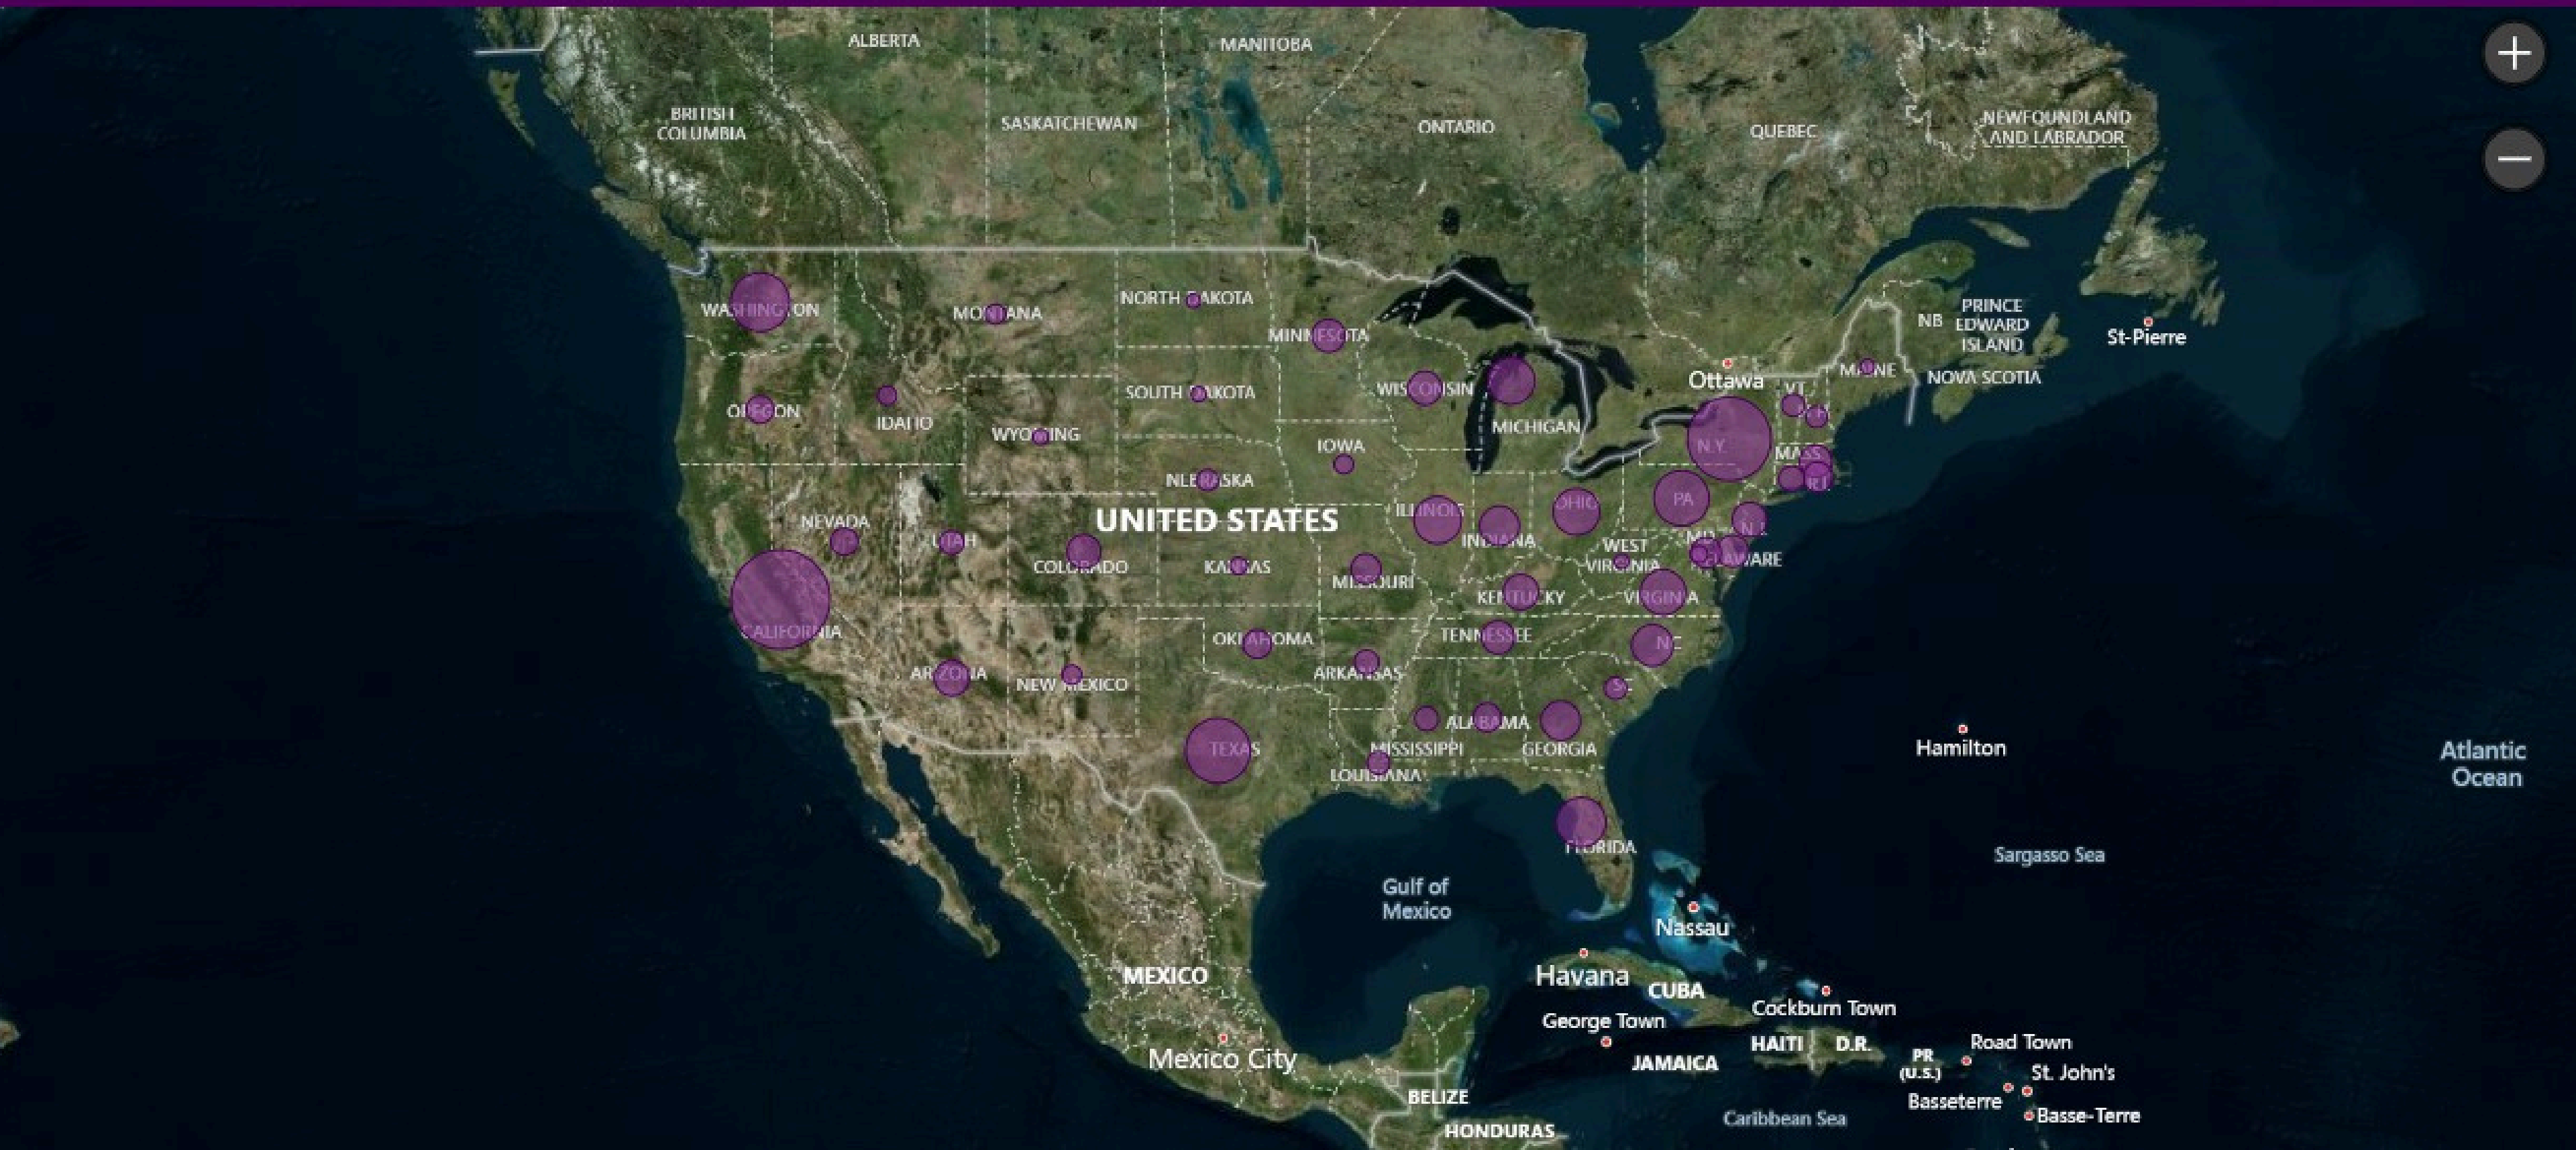 ALBERTA
MANITOBA
BRITISH
COLUMBIA
SASKATCHEWAN
ONTARIO
QUEBEC
NEWFOUNDLAND
AND LABRADOR
WASHINGTON
MONTANA
NORTH DAKOTA
MINNESOTA
NB
PRINCE
EDWARD
ISLAND
St-Pierre
OREGON
IDAHO
WYOMING
SOUTH DAKOTA
WISCONSIN
MICHIGAN
Ottawa
VT
N H
MAINE
NOVA SCOTIA
IOWA
N.Y.
MASS
R.I.
NEBRASKA
NEVADA
UTAH
COLORADO
UNITED STATES
KANSAS
MISSOURI
ILLINOIS
INDIANA
OHIO
PA
N.J.
MD
DELAWARE
WEST
VIRGINIA
VIRGINIA
KENTUCKY
CALIFORNIA
ARIZONA
NEW MEXICO
OKLAHOMA
ARKANSAS
TENNESSEE
NC
SC
TEXAS
MISSISSIPPI
ALABAMA
GEORGIA
LOUISIANA
FLORIDA
Hamilton
Atlantic
Ocean
Sargasso Sea
Gulf of
Mexico
Nassau
Havana
CUBA
MEXICO
Mexico City
Cockburn Town
George Town
JAMAICA
HAITI
D.R.
PR
(U.S.)
Road Town
St. John's
Basseterre
Basse-Terre
BELIZE
Caribbean Sea
HONDURAS